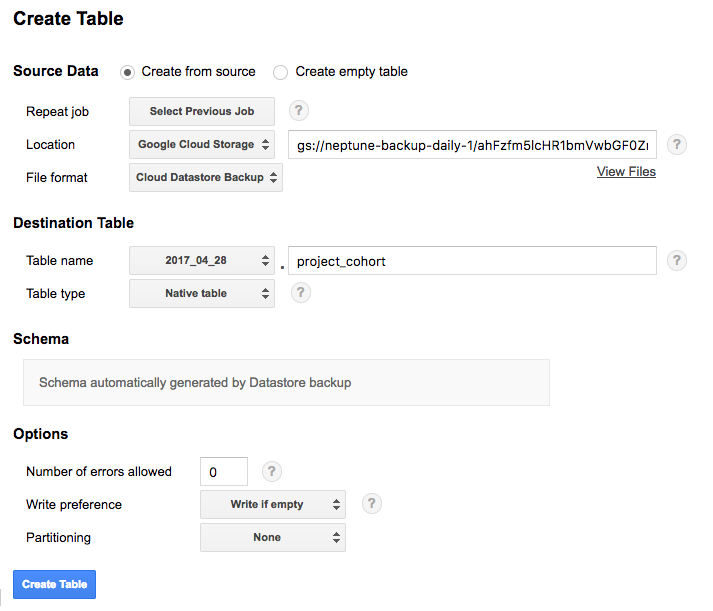 Create Table
Source Data Create from source Create empty table
Repeat job Select Previous Job ?
Location Google Cloud Storage gs://neptune-backup-daily-1/ahFzfm5lcHR1bmVwbGF0Z ?
File format Cloud Datastore Backup View Files
Destination Table
Table name 2017_04_28 . project_cohort ?
Table type Native table ?
Schema
Schema automatically generated by Datastore backup
Options
Number of errors allowed 0 ?
Write preference Write if empty ?
Partitioning None
Create Table